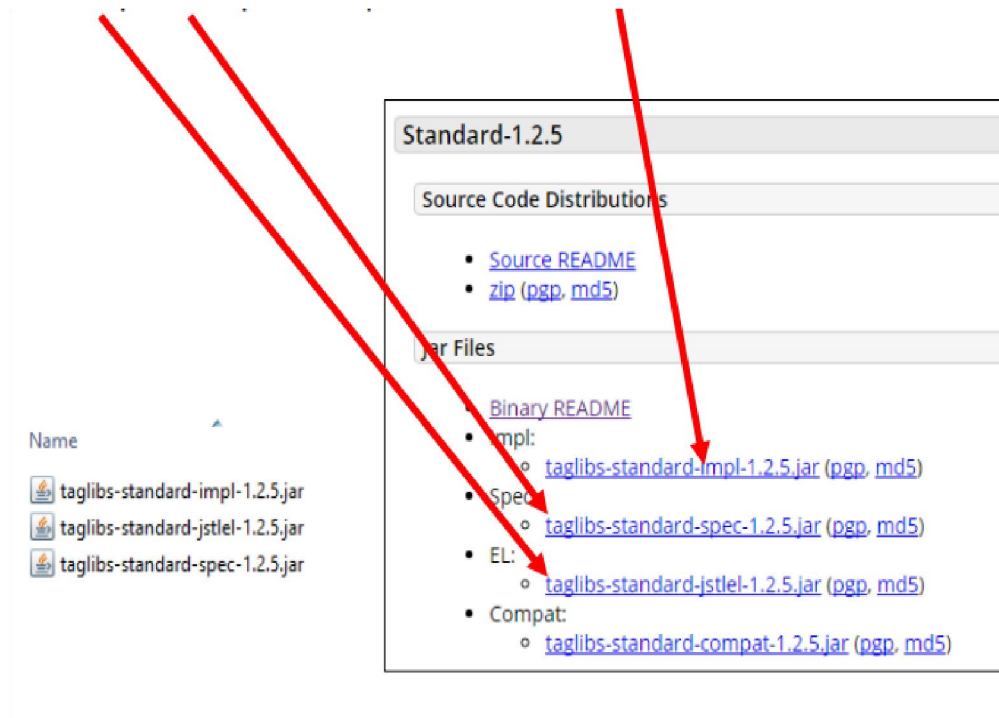 Standard-1.2.5
Source Code Distributions
Source README
zip (pgp, md5)
Jar Files
Binary README
Impl:
taglibs-standard-impl-1.2.5.jar (pgp, md5)
Spec
taglibs-standard-spec-1.2.5.jar (pgp, md5)
EL:
taglibs-standard-jstlel-1.2.5.jar (pgp, md5)
Compat:
taglibs-standard-compat-1.2.5.jar (pgp, md5)
Name
taglibs-standard-impl-1.2.5.jar
taglibs-standard-jstlel-1.2.5.jar
taglibs-standard-spec-1.2.5.jar